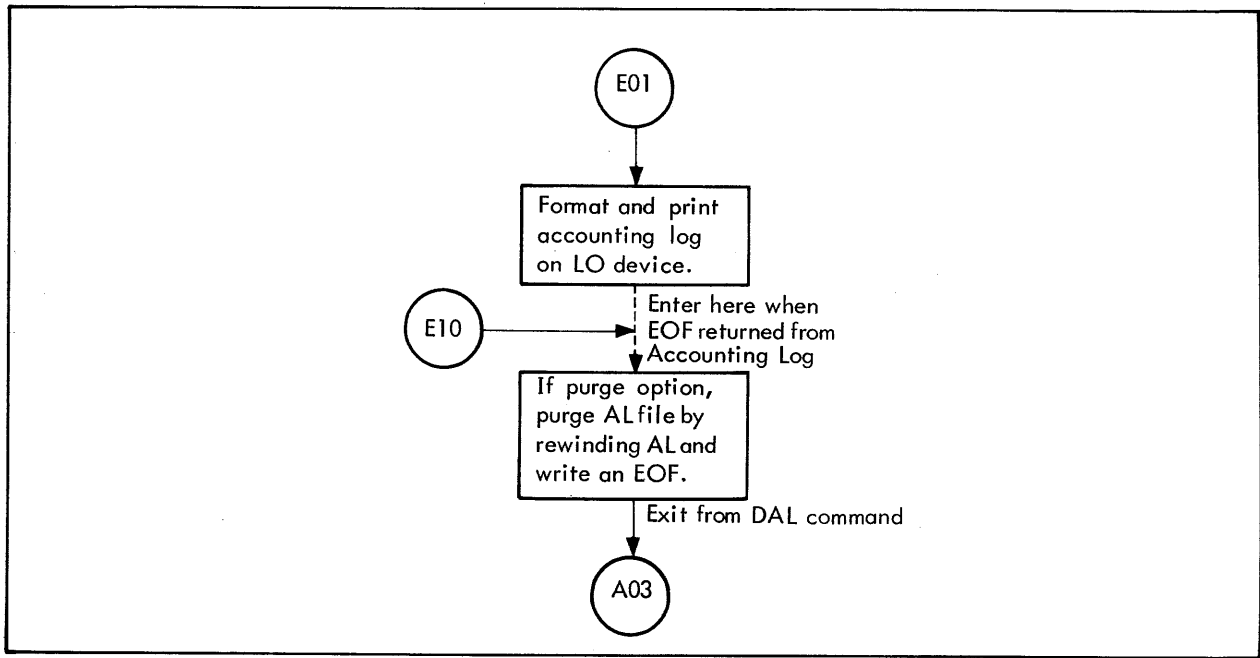 E01
Format and print
accounting log
on LO device.
Enter here when
E10
EOF returned from
Accounting Log
If purge option,
purge AL file by
rewinding AL and
write an EOF.
Exit from DAL command
A03